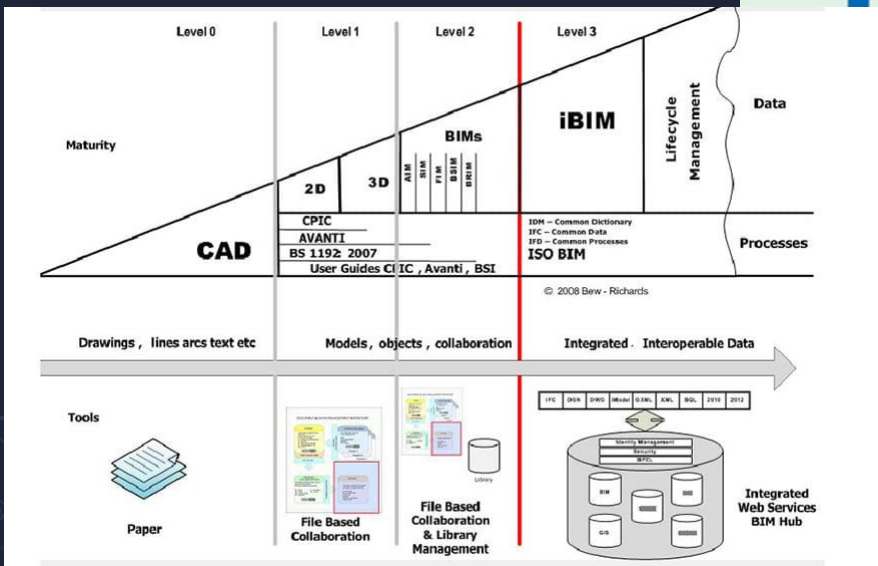 Level 0
Level 1
Level 2
Level 3
Maturity
CAD
2D
3D
BIMs
AIM
SIM
FIM
BSIM
BRIM
iBIM
Lifecycle
Management
Data
CPIC
AVANTI
BS 1192: 2007
User Guides CPIC , Avanti , BSI
IDM – Common Dictionary
IFC – Common Data
IFD – Common Processes
ISO BIM
Processes
© 2008 Bew - Richards
Drawings , lines arcs text etc
Models , objects , collaboration
Integrated . Interoperable Data
Tools
Paper
File Based
Collaboration
Library
File Based
Collaboration
& Library
Management
IFC DGN DWG iModel GXML XML SQL 2010 2012
Identity Management
Security
BPEL
BIM
GIS
Integrated
Web Services
BIM Hub